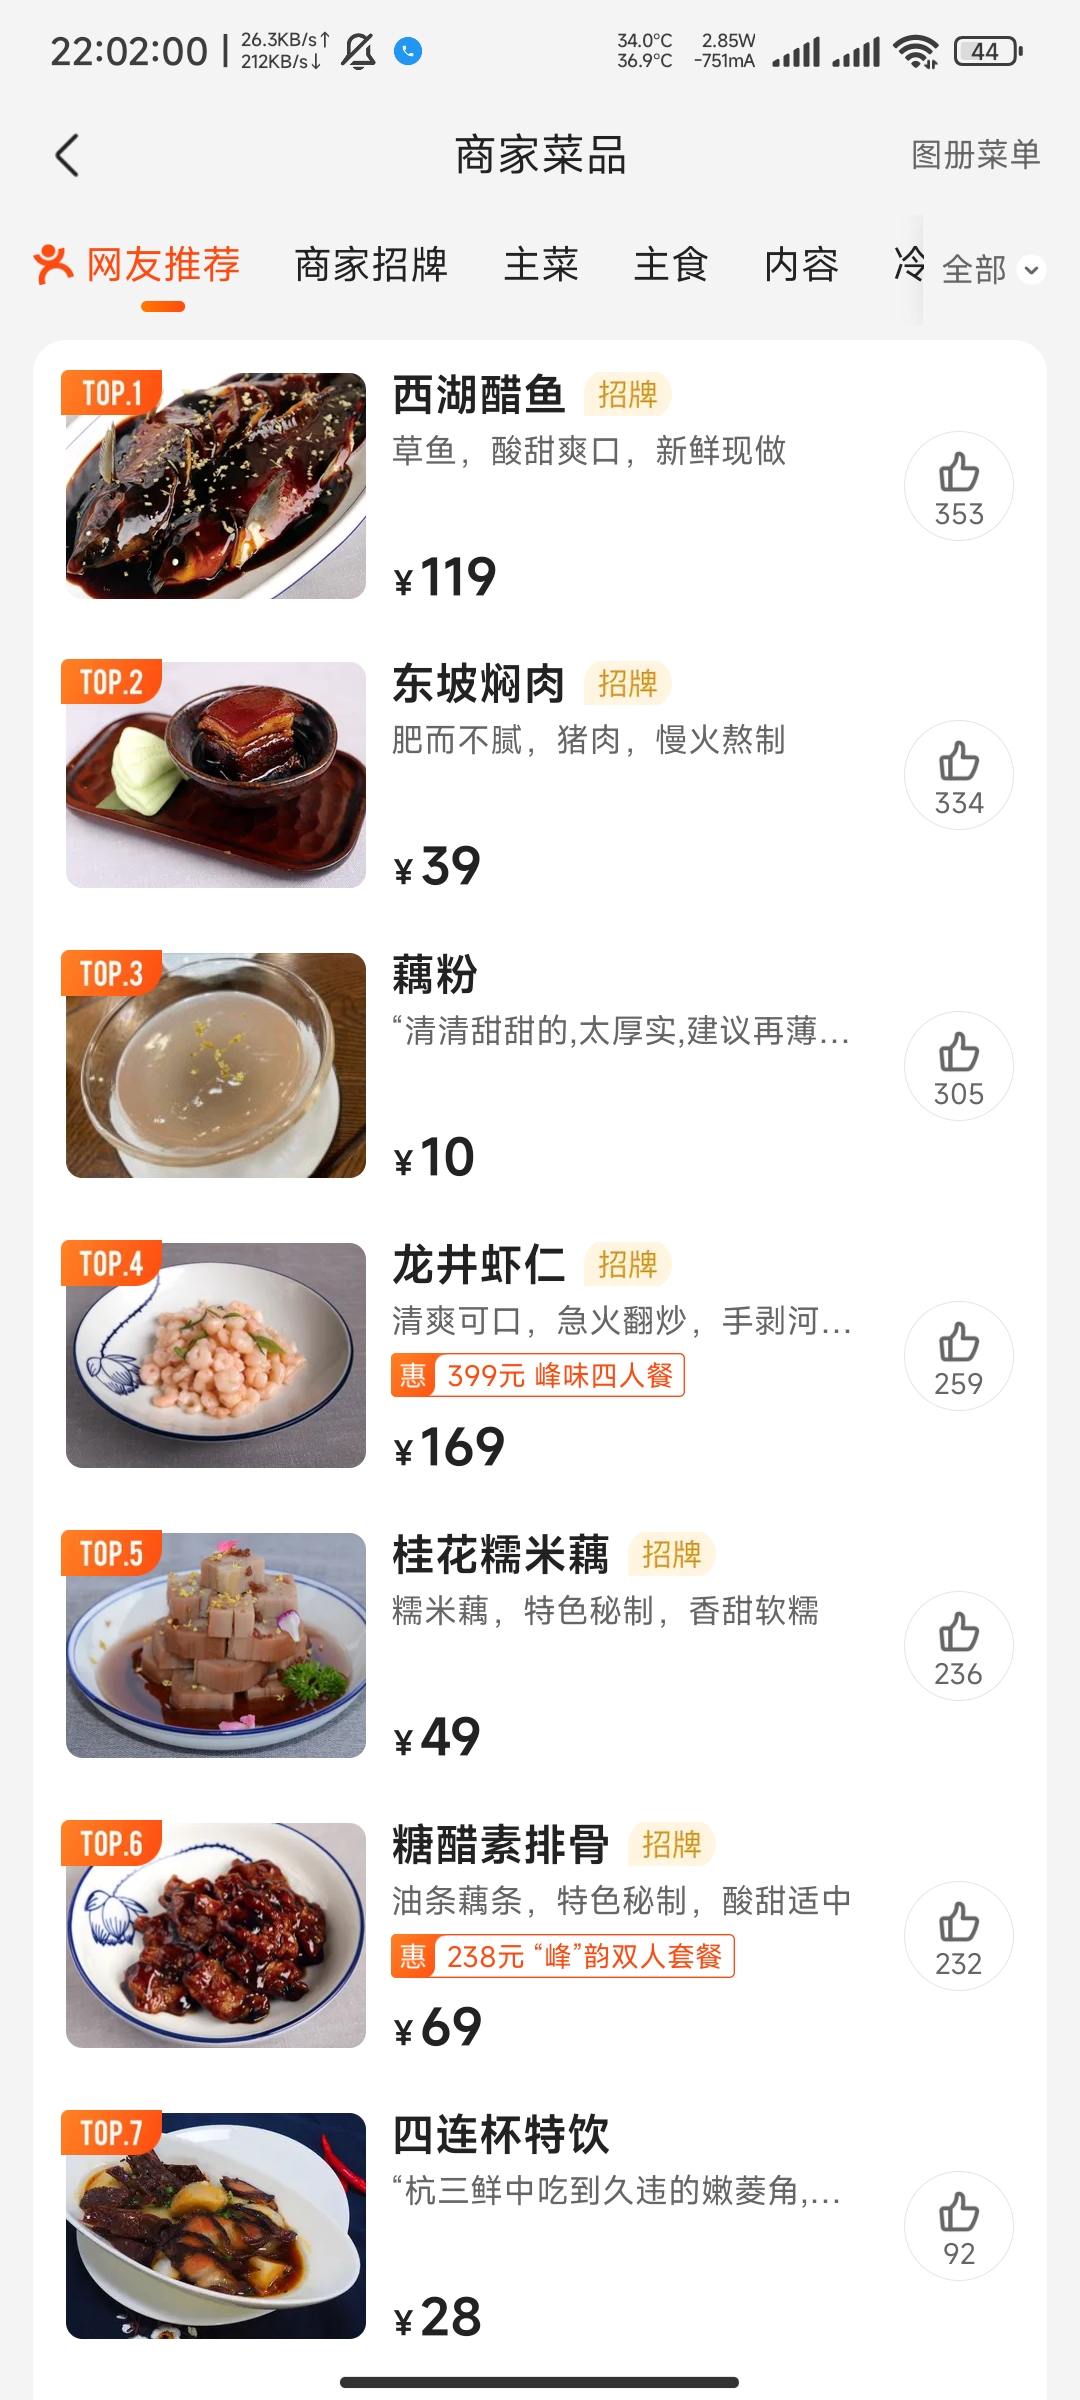 22:02:00 | 26.3KB/s↑ 212KB/s↓ 34.0°C 36.9°C 2.85W -751mA 44
商家菜品
图册菜单
网友推荐 商家招牌 主菜 主食 内容 冷 全部
TOP.1
西湖醋鱼 招牌
草鱼，酸甜爽口，新鲜现做
353
¥119
TOP.2
东坡焖肉 招牌
肥而不腻，猪肉，慢火熬制
334
¥39
TOP.3
藕粉
“清清甜甜的,太厚实,建议再薄...
305
¥10
TOP.4
龙井虾仁 招牌
清爽可口，急火翻炒，手剥河...
惠 399元 峰味四人餐
259
¥169
TOP.5
桂花糯米藕 招牌
糯米藕，特色秘制，香甜软糯
236
¥49
TOP.6
糖醋素排骨 招牌
油条藕条，特色秘制，酸甜适中
惠 238元 “峰”韵双人套餐
232
¥69
TOP.7
四连杯特饮
“杭三鲜中吃到久违的嫩菱角,...
92
¥28